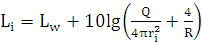 Lᵢ = L_w + 10lg(Q/4πrᵢ² + 4/R)